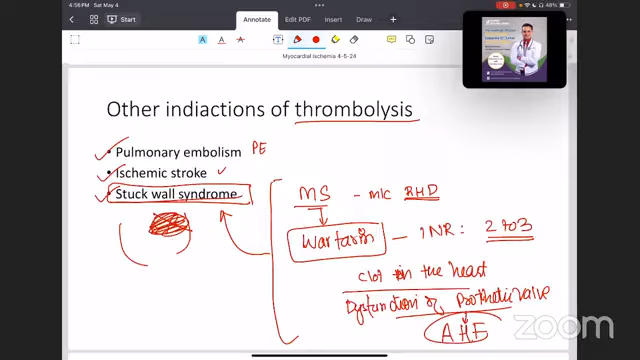 4:56 PM Sat May 4
48%
Start
Annotate
Edit PDF
Insert
Draw
Myocardial Ischemia 4-5-24
Other indiactions of thrombolysis
Pulmonary embolism PE
Ischemic stroke
Stuck wall syndrome
MS - m/c RHD
Warfarin - INR: 2 to 3
clot in the heart
Dysfunction of Prosthetic valve
AHF
zoom